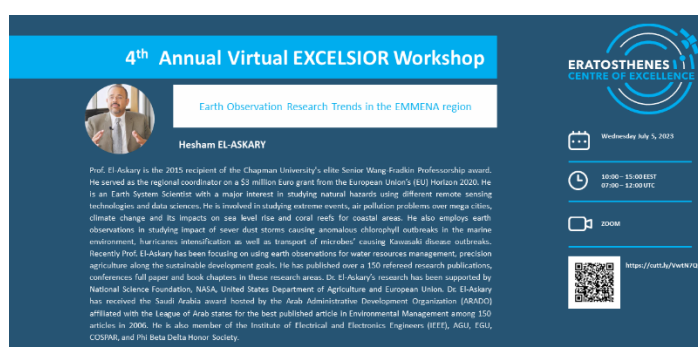 4th Annual Virtual EXCELSIOR Workshop
Earth Observation Research Trends in the EMMENA region
Hesham EL-ASKARY
Prof. El-Askary is the 2015 recipient of the Chapman University's elite Senior Wang-Fradkin Professorship award.
He served as the regional coordinator on a $3 million Euro grant from the European Union's (EU) Horizon 2020. He
is an Earth System Scientist with a major interest in studying natural hazards using different remote sensing
technologies and data sciences. He is involved in studying extreme events, air pollution problems over mega cities,
climate change and its impacts on sea level rise and coral reefs for coastal areas. He also employs earth
observations in studying impact of sever dust storms causing anomalous chlorophyll outbreaks in the marine
environment, hurricanes intensification as well as transport of microbes' causing Kawasaki disease outbreaks.
Recently Prof. El-Askary has been focusing on using earth observations for water resources management, precision
agriculture along the sustainable development goals. He has published over a 150 refereed research publications,
conferences full paper and book chapters in these research areas. Dr. El-Askary's research has been supported by
National Science Foundation, NASA, United States Department of Agriculture and European Union. Dr. El-Askary
has received the Saudi Arabia award hosted by the Arab Administrative Development Organization (ARADO)
affiliated with the League of Arab states for the best published article in Environmental Management among 150
articles in 2006. He is also member of the Institute of Electrical and Electronics Engineers (IEEE), AGU, EGU,
COSPAR, and Phi Beta Delta Honor Society.
ERATOSTHENES
CENTRE OF EXCELLENCE
Wednesday July 5, 2023
10:00 – 15:00 EEST
07:00 – 12:00 UTC
ZOOM
https://cutt.ly/VwtN7Q